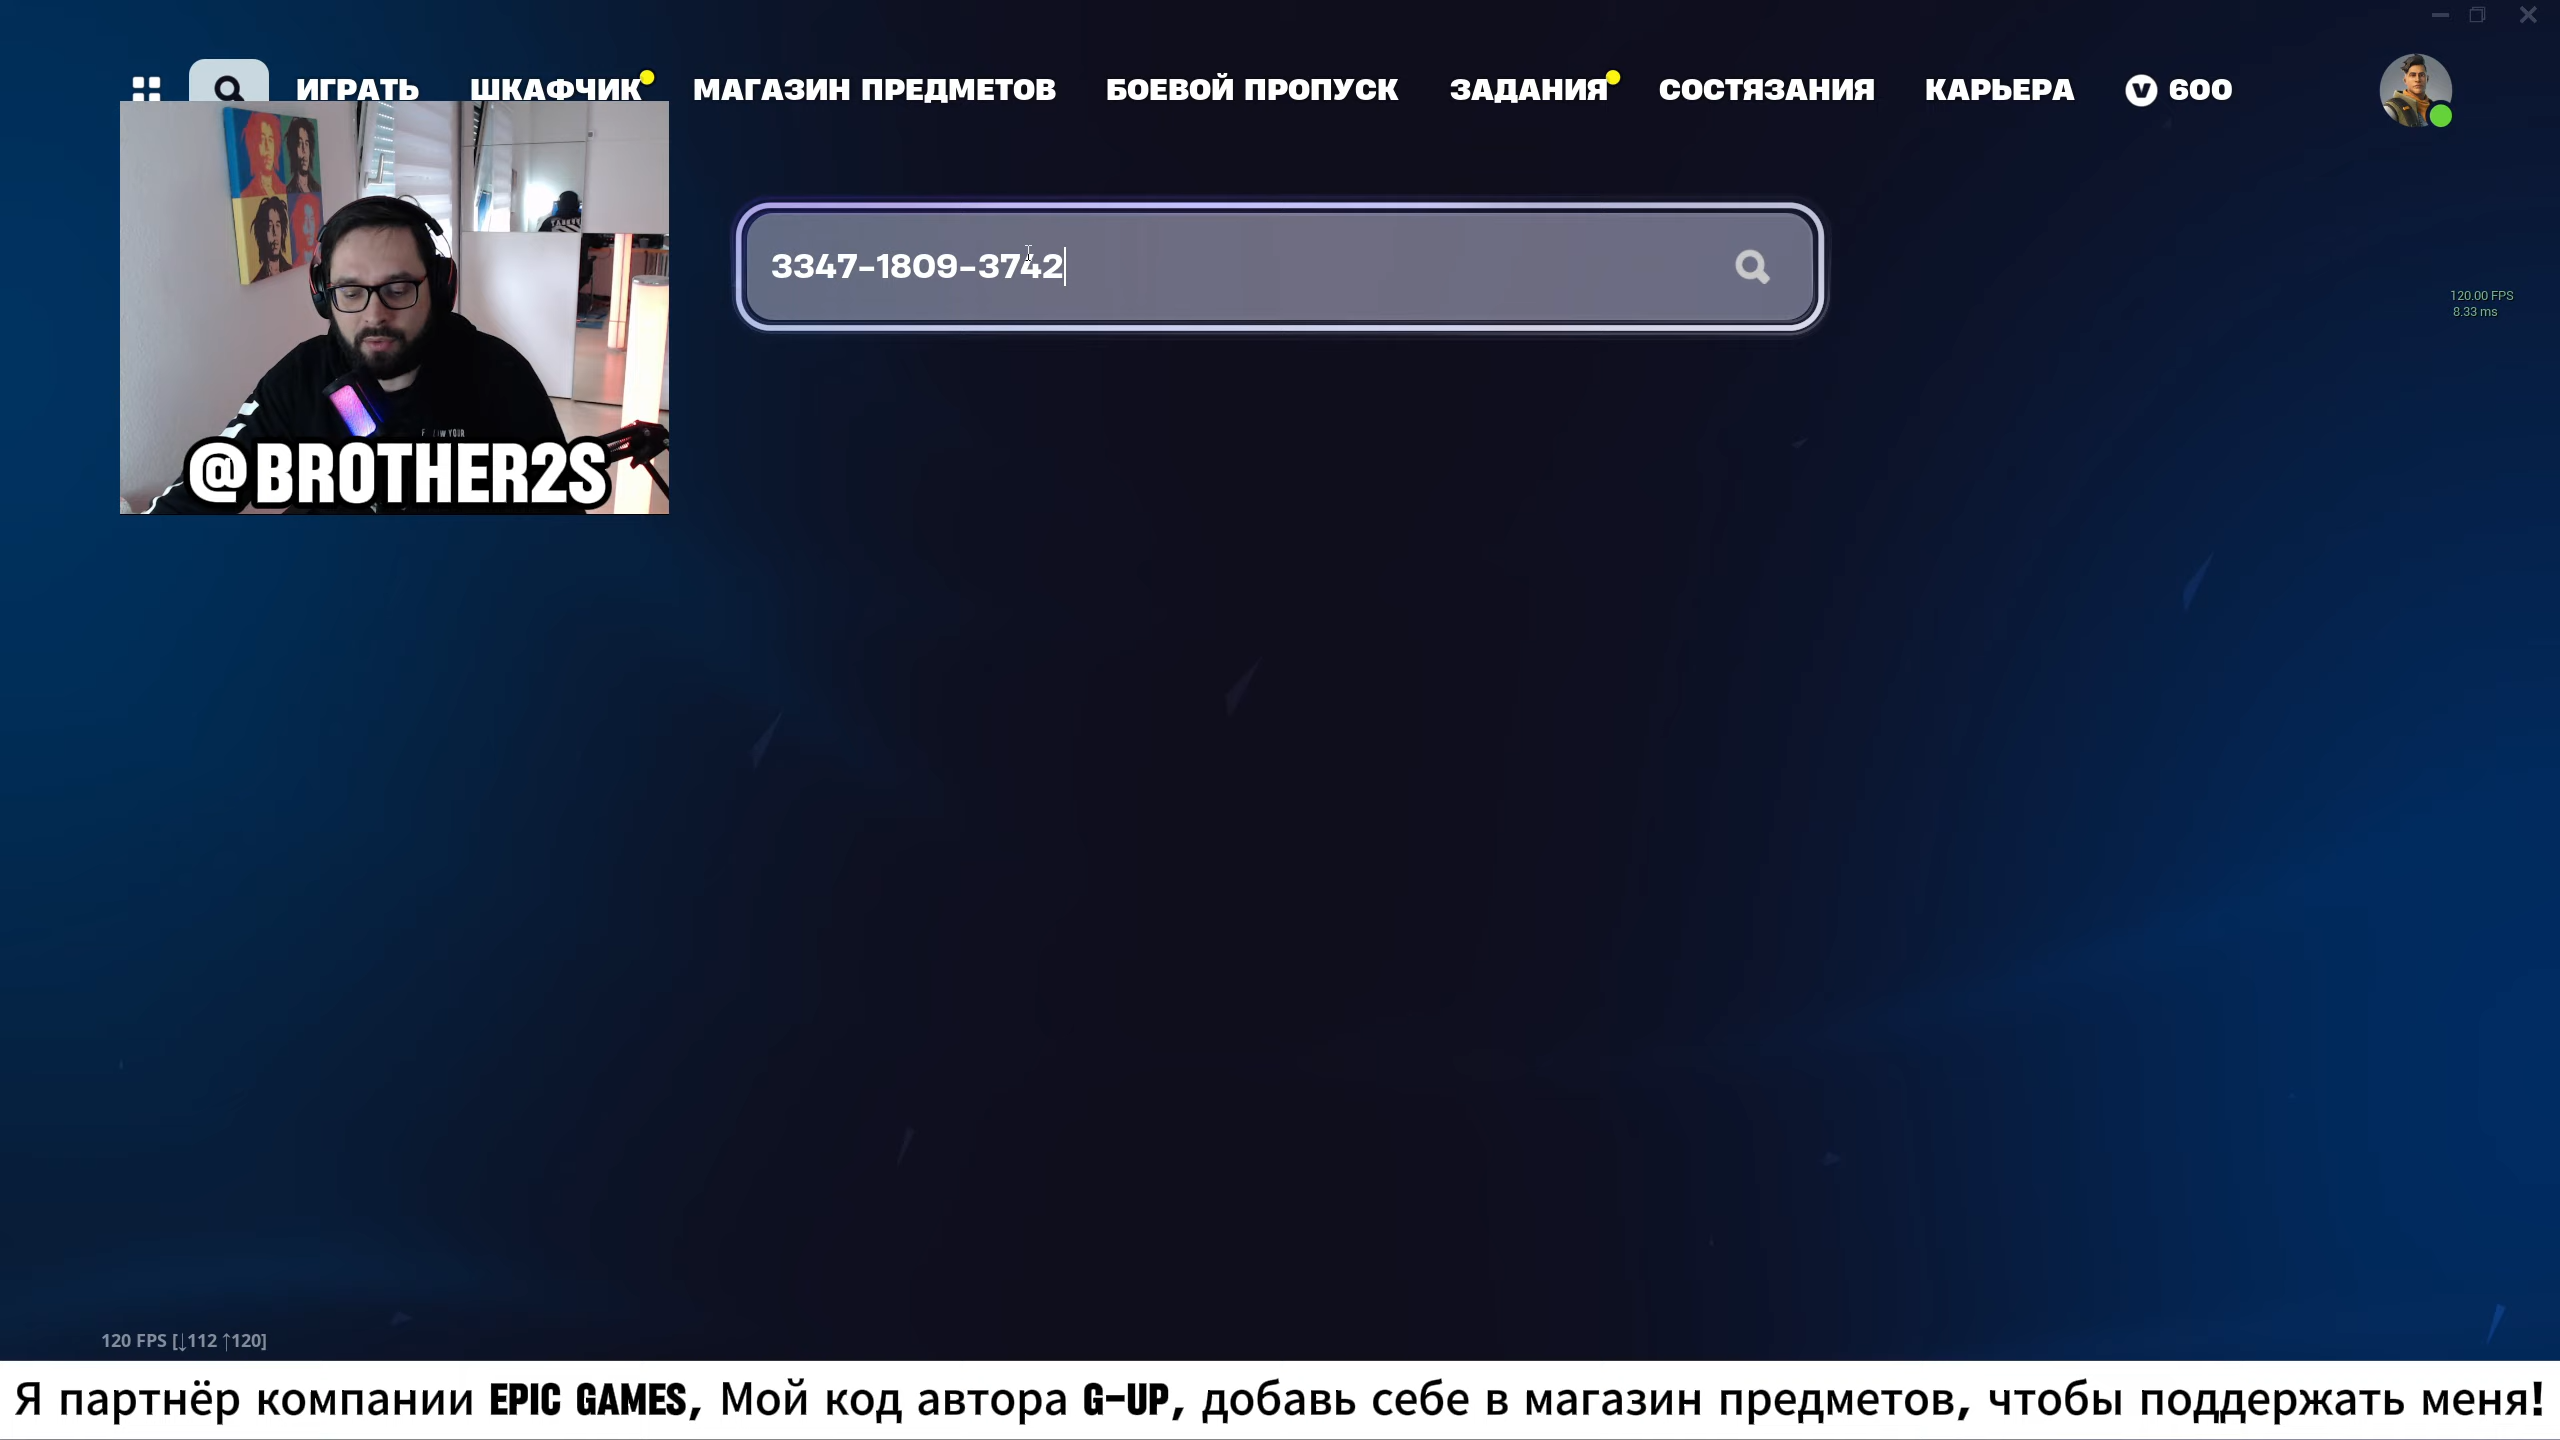 ИГРАТЬ ШКАФЧИК МАГАЗИН ПРЕДМЕТОВ БОЕВОЙ ПРОПУСК ЗАДАНИЯ СОСТЯЗАНИЯ КАРЬЕРА V 600
3347-1809-3742
120.00 FPS
8.33 ms
@BROTHER2S
120 FPS [↓112 ↑120]
Я партнёр компании EPIC GAMES, Мой код автора G-UP, добавь себе в магазин предметов, чтобы поддержать меня!